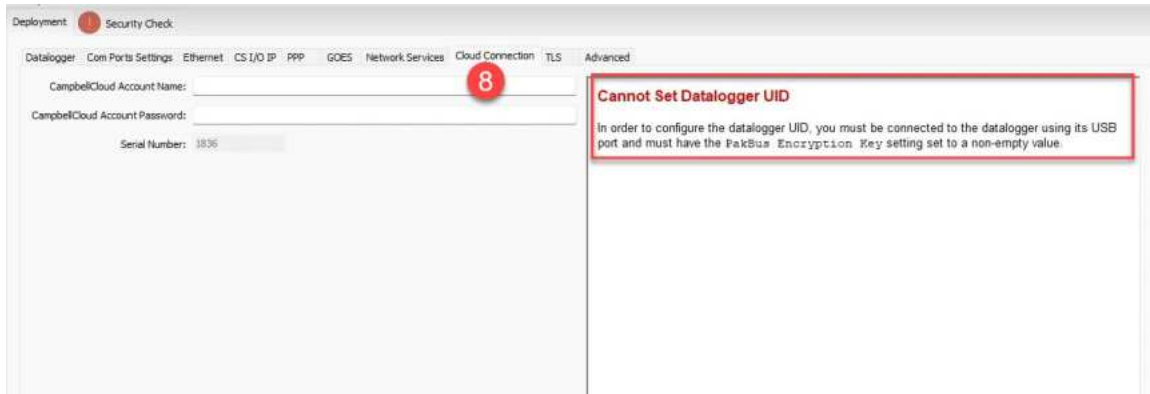 Deployment ! Security Check
Datalogger Com Ports Settings Ethernet CS I/O IP PPP GOES Network Services Cloud Connection TLS Advanced
8
CampbellCloud Account Name:
CampbellCloud Account Password:
Serial Number: 1836
Cannot Set Datalogger UID
In order to configure the datalogger UID, you must be connected to the datalogger using its USB
port and must have the PakBus Encryption Key setting set to a non-empty value.